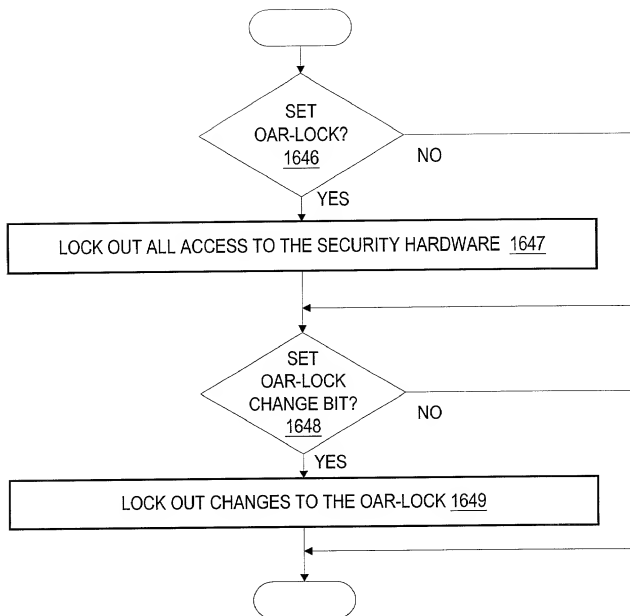 SET
OAR-LOCK?
1646
NO
YES
LOCK OUT ALL ACCESS TO THE SECURITY HARDWARE 1647
SET
OAR-LOCK
CHANGE BIT?
1648
NO
YES
LOCK OUT CHANGES TO THE OAR-LOCK 1649